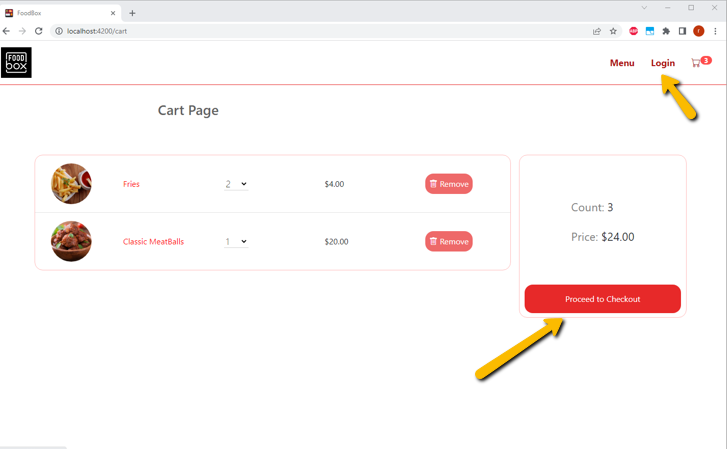 FoodBox
localhost:4200/cart
ABP
r
FOOD
box
Menu
Login
3
Cart Page
Fries
2
$4.00
Remove
Classic MeatBalls
1
$20.00
Remove
Count: 3
Price: $24.00
Proceed to Checkout